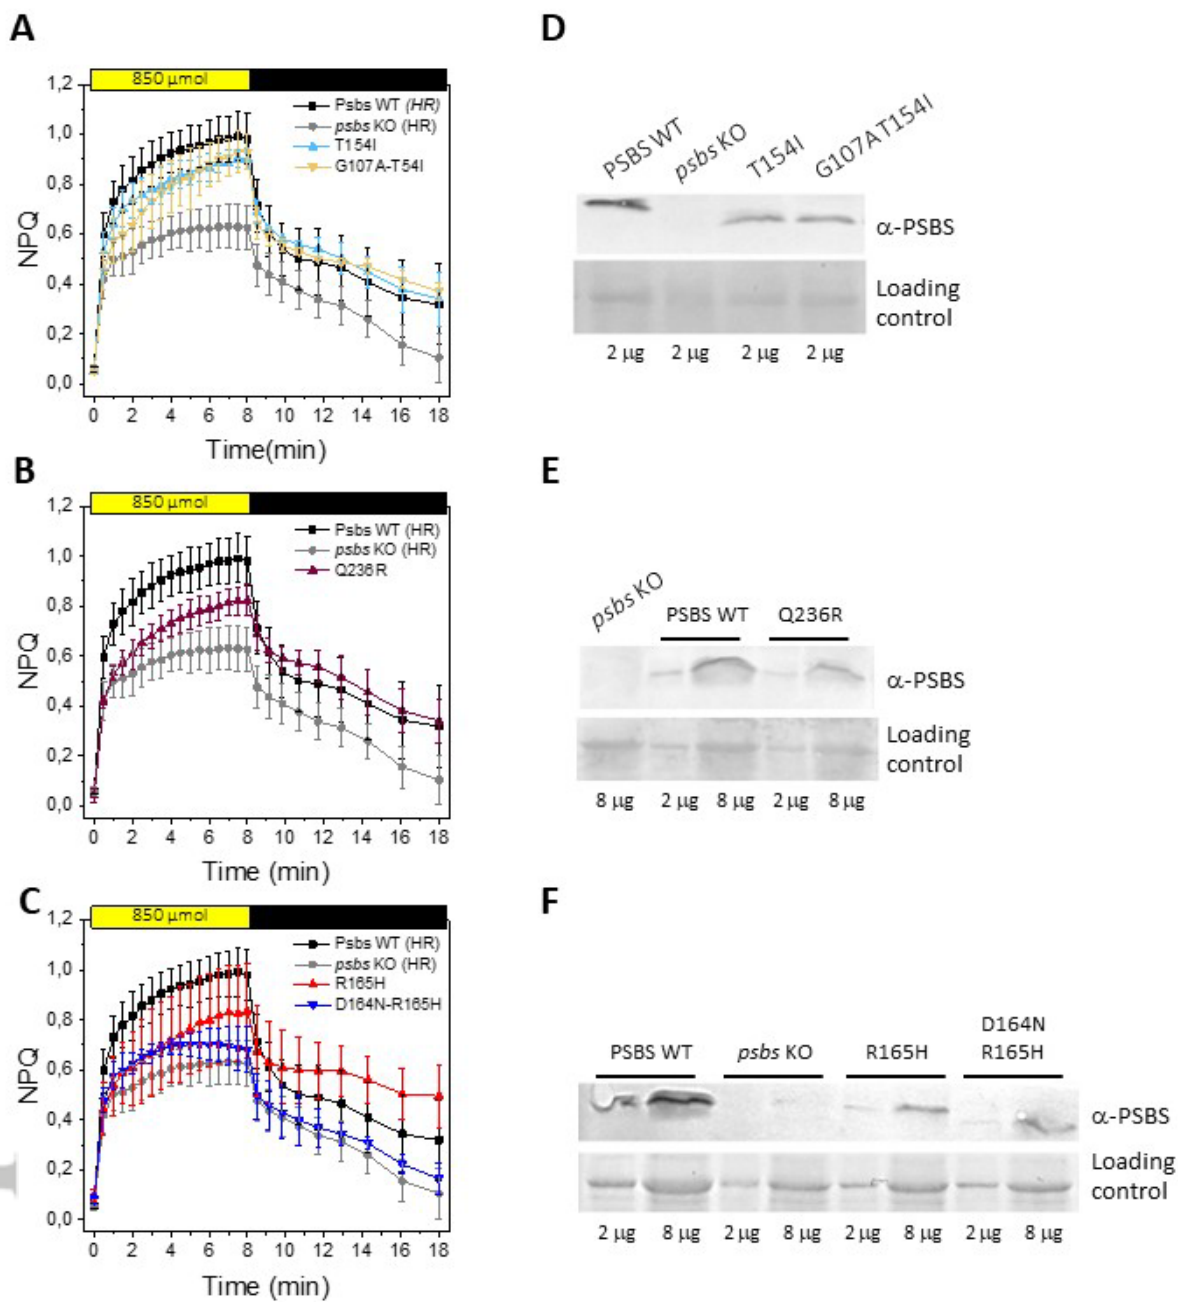 A
850 µmol
Psbs WT (HR)
psbs KO (HR)
T154I
G107A-T54I
1,2
1,0
0,8
0,6
0,4
0,2
0,0
NPQ
0 2 4 6 8 10 12 14 16 18
Time(min)
D
PSBS WT
psbs KO
T154I
G107A T154I
α-PSBS
Loading
control
2 µg 2 µg 2 µg 2 µg
B
850 µmol
Psbs WT (HR)
psbs KO (HR)
Q236R
1,2
1,0
0,8
0,6
0,4
0,2
0,0
NPQ
0 2 4 6 8 10 12 14 16 18
Time (min)
E
psbs KO
PSBS WT
Q236R
α-PSBS
Loading
control
8 µg 2 µg 8 µg 2 µg 8 µg
C
850 µmol
Psbs WT (HR)
psbs KO (HR)
R165H
D164N-R165H
1,2
1,0
0,8
0,6
0,4
0,2
0,0
NPQ
0 2 4 6 8 10 12 14 16 18
Time (min)
F
PSBS WT
psbs KO
R165H
D164N
R165H
α-PSBS
Loading
control
2 µg 8 µg 2 µg 8 µg 2 µg 8 µg 2 µg 8 µg